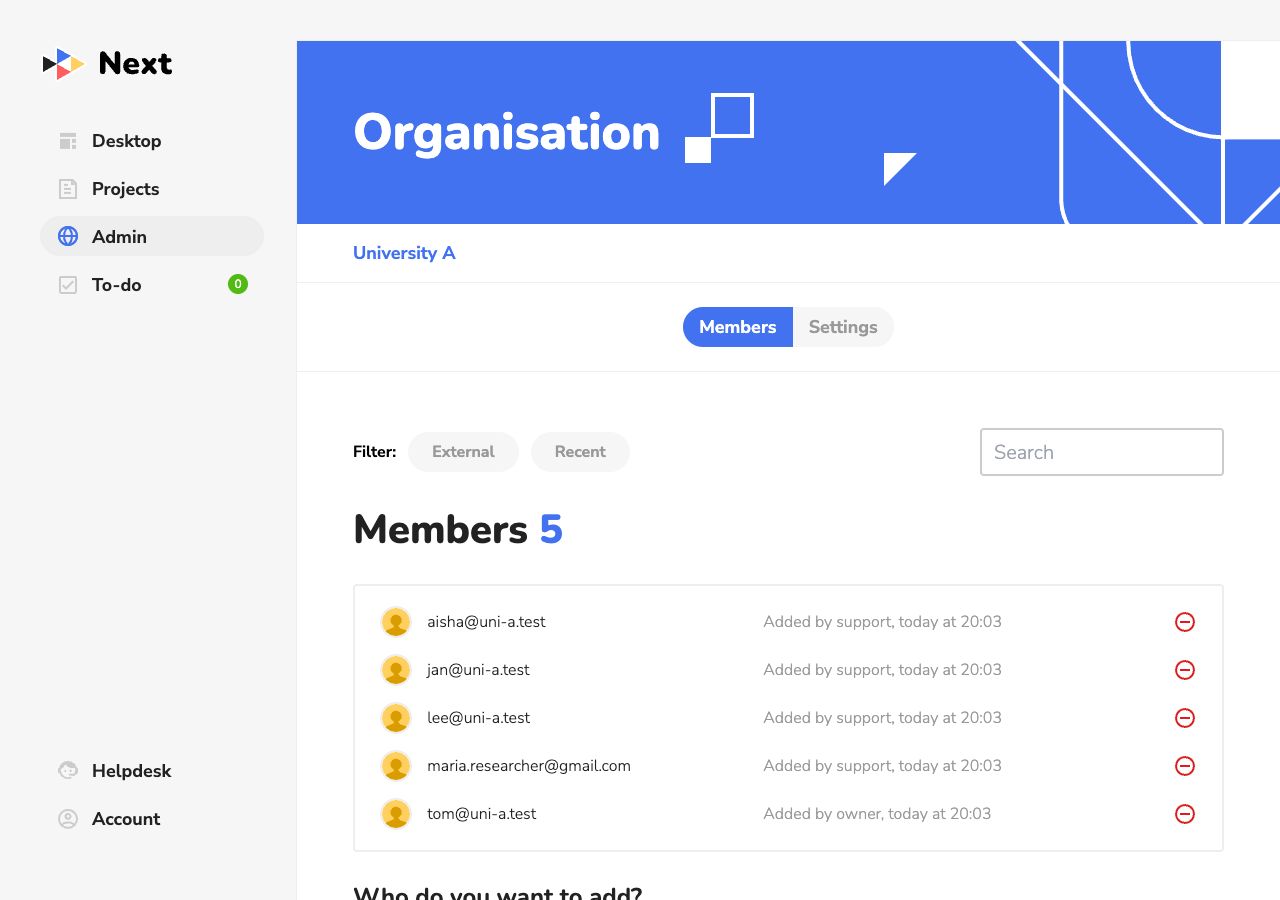 Next
Desktop
Projects
Admin
To-do 0
Helpdesk
Account
Organisation
University A
Members Settings
Filter: External Recent Search
Members 5
aisha@uni-a.test Added by support, today at 20:03
jan@uni-a.test Added by support, today at 20:03
lee@uni-a.test Added by support, today at 20:03
maria.researcher@gmail.com Added by support, today at 20:03
tom@uni-a.test Added by owner, today at 20:03
Who do you want to add?